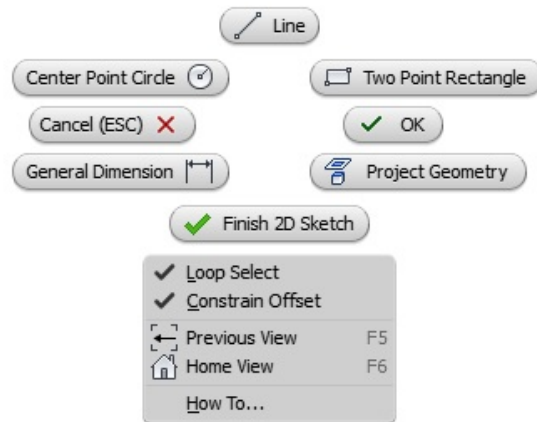 Line
Center Point Circle
Two Point Rectangle
Cancel (ESC)
OK
General Dimension
Project Geometry
Finish 2D Sketch
Loop Select
Constrain Offset
Previous View F5
Home View F6
How To...